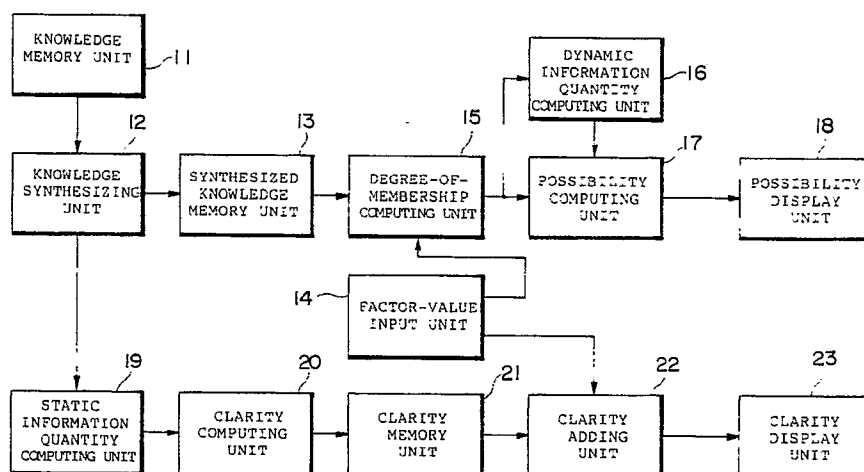 KNOWLEDGE
MEMORY UNIT
11
DYNAMIC
INFORMATION
QUANTITY
COMPUTING UNIT
16
12
KNOWLEDGE
SYNTHESIZING
UNIT
13
SYNTHESIZED
KNOWLEDGE
MEMORY UNIT
15
DEGREE-OF-
MEMBERSHIP
COMPUTING UNIT
17
POSSIBILITY
COMPUTING
UNIT
18
POSSIBILITY
DISPLAY
UNIT
14
FACTOR-VALUE
INPUT UNIT
19
STATIC
INFORMATION
QUANTITY
COMPUTING UNIT
20
CLARITY
COMPUTING
UNIT
21
CLARITY
MEMORY
UNIT
22
CLARITY
ADDING
UNIT
23
CLARITY
DISPLAY
UNIT